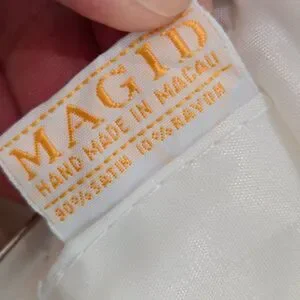 MAGID
HAND MADE IN MACAU
90% SATIN 10% RAYON